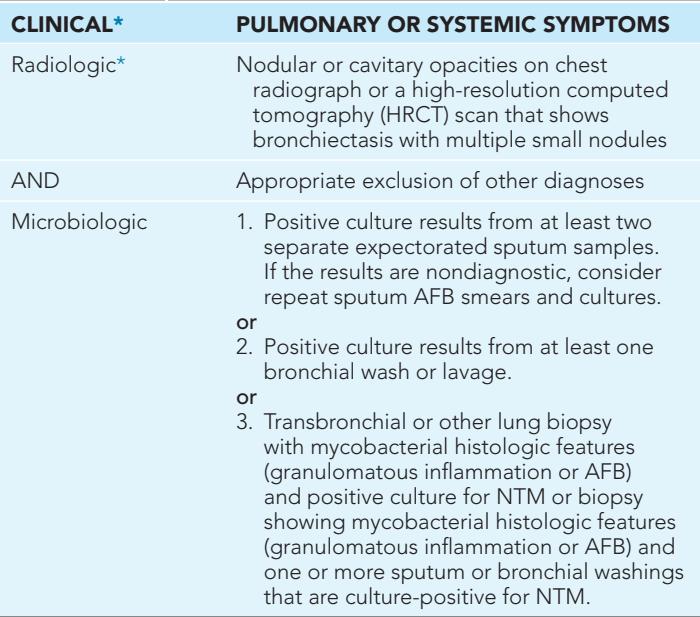 CLINICAL* PULMONARY OR SYSTEMIC SYMPTOMS
Radiologic* Nodular or cavitary opacities on chest
radiograph or a high-resolution computed
tomography (HRCT) scan that shows
bronchiectasis with multiple small nodules
AND Appropriate exclusion of other diagnoses
Microbiologic 1. Positive culture results from at least two
separate expectorated sputum samples.
If the results are nondiagnostic, consider
repeat sputum AFB smears and cultures.
or
2. Positive culture results from at least one
bronchial wash or lavage.
or
3. Transbronchial or other lung biopsy
with mycobacterial histologic features
(granulomatous inflammation or AFB)
and positive culture for NTM or biopsy
showing mycobacterial histologic features
(granulomatous inflammation or AFB) and
one or more sputum or bronchial washings
that are culture-positive for NTM.